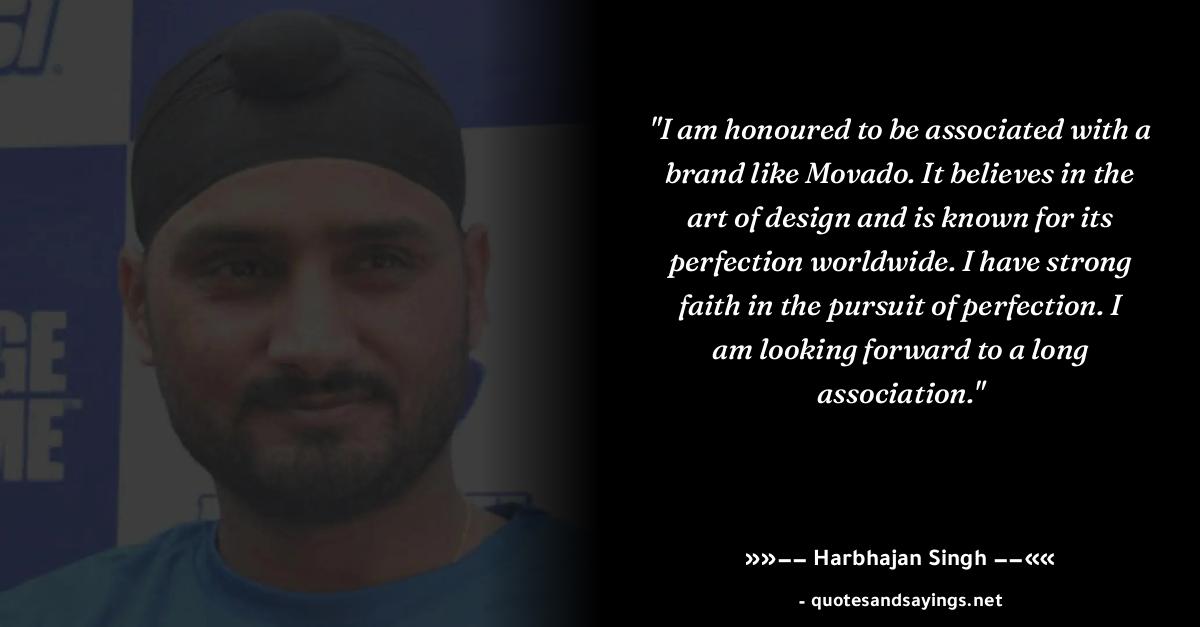 "I am honoured to be associated with a
brand like Movado. It believes in the
art of design and is known for its
perfection worldwide. I have strong
faith in the pursuit of perfection. I
am looking forward to a long
association."
»»−− Harbhajan Singh −−««
- quotesandsayings.net
GE
ME